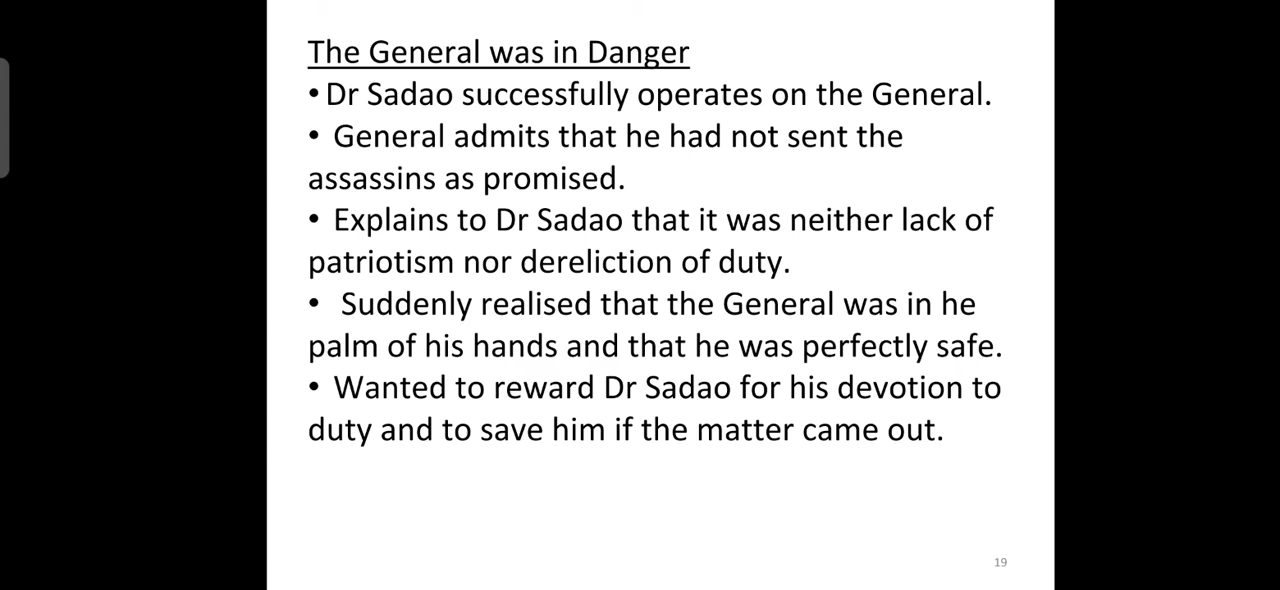 The General was in Danger
• Dr Sadao successfully operates on the General.
• General admits that he had not sent the
assassins as promised.
• Explains to Dr Sadao that it was neither lack of
patriotism nor dereliction of duty.
• Suddenly realised that the General was in he
palm of his hands and that he was perfectly safe.
• Wanted to reward Dr Sadao for his devotion to
duty and to save him if the matter came out.
19